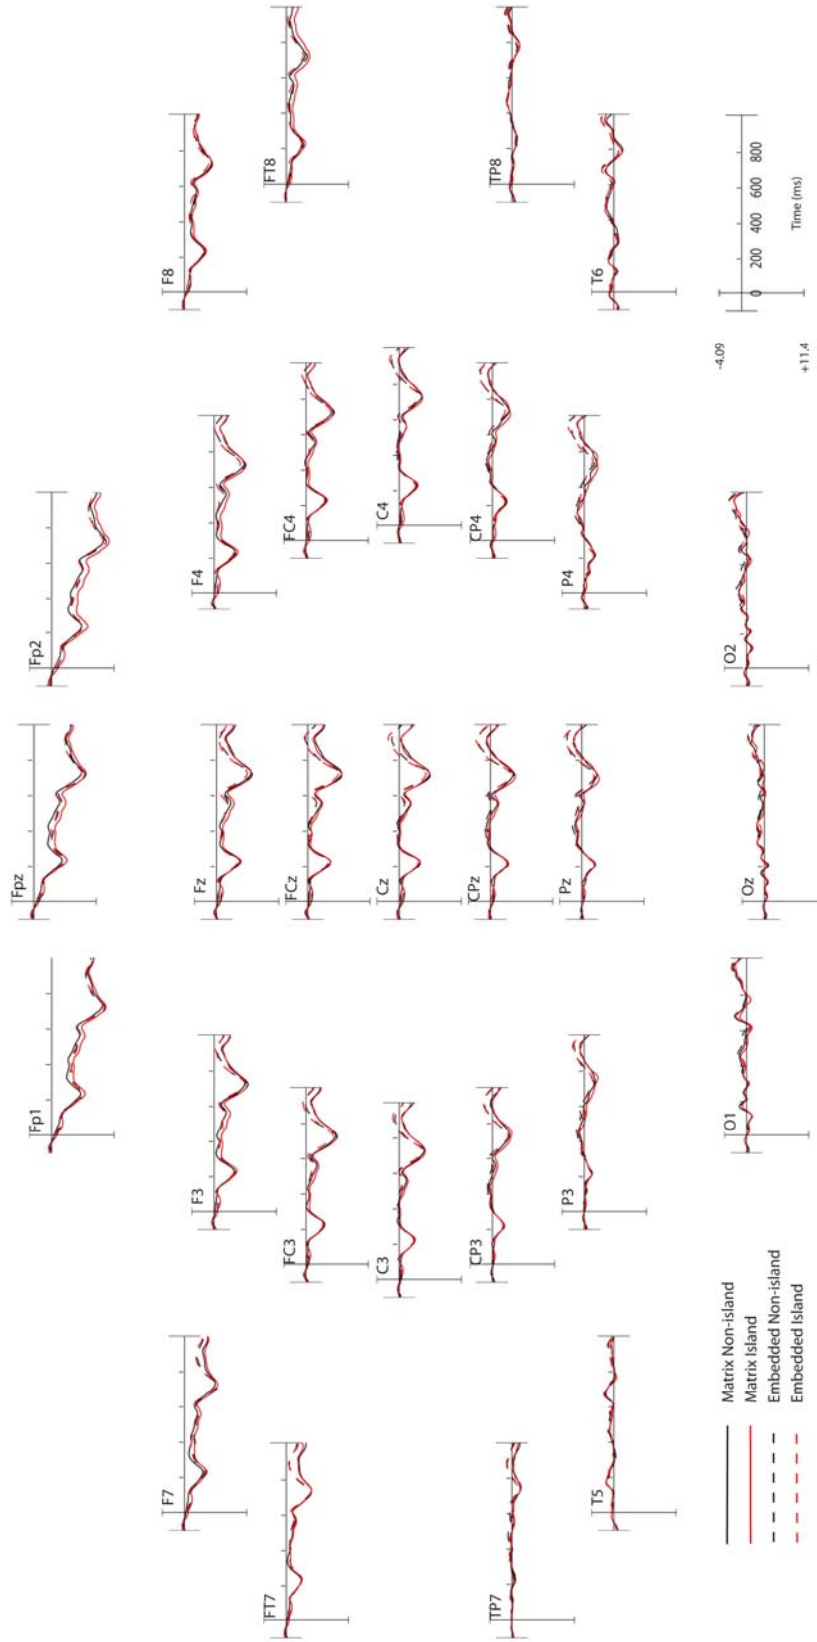 Fp1
Fpz
Fp2
F7
F3
Fz
F4
F8
FT7
FC3
FCz
FC4
FT8
C3
Cz
C4
TP7
CP3
CPz
CP4
TP8
T5
P3
Pz
P4
T6
O1
Oz
O2
Matrix Non-island
Matrix Island
Embedded Non-island
Embedded Island
-4.09
+11.4
0 200 400 600 800
Time (ms)